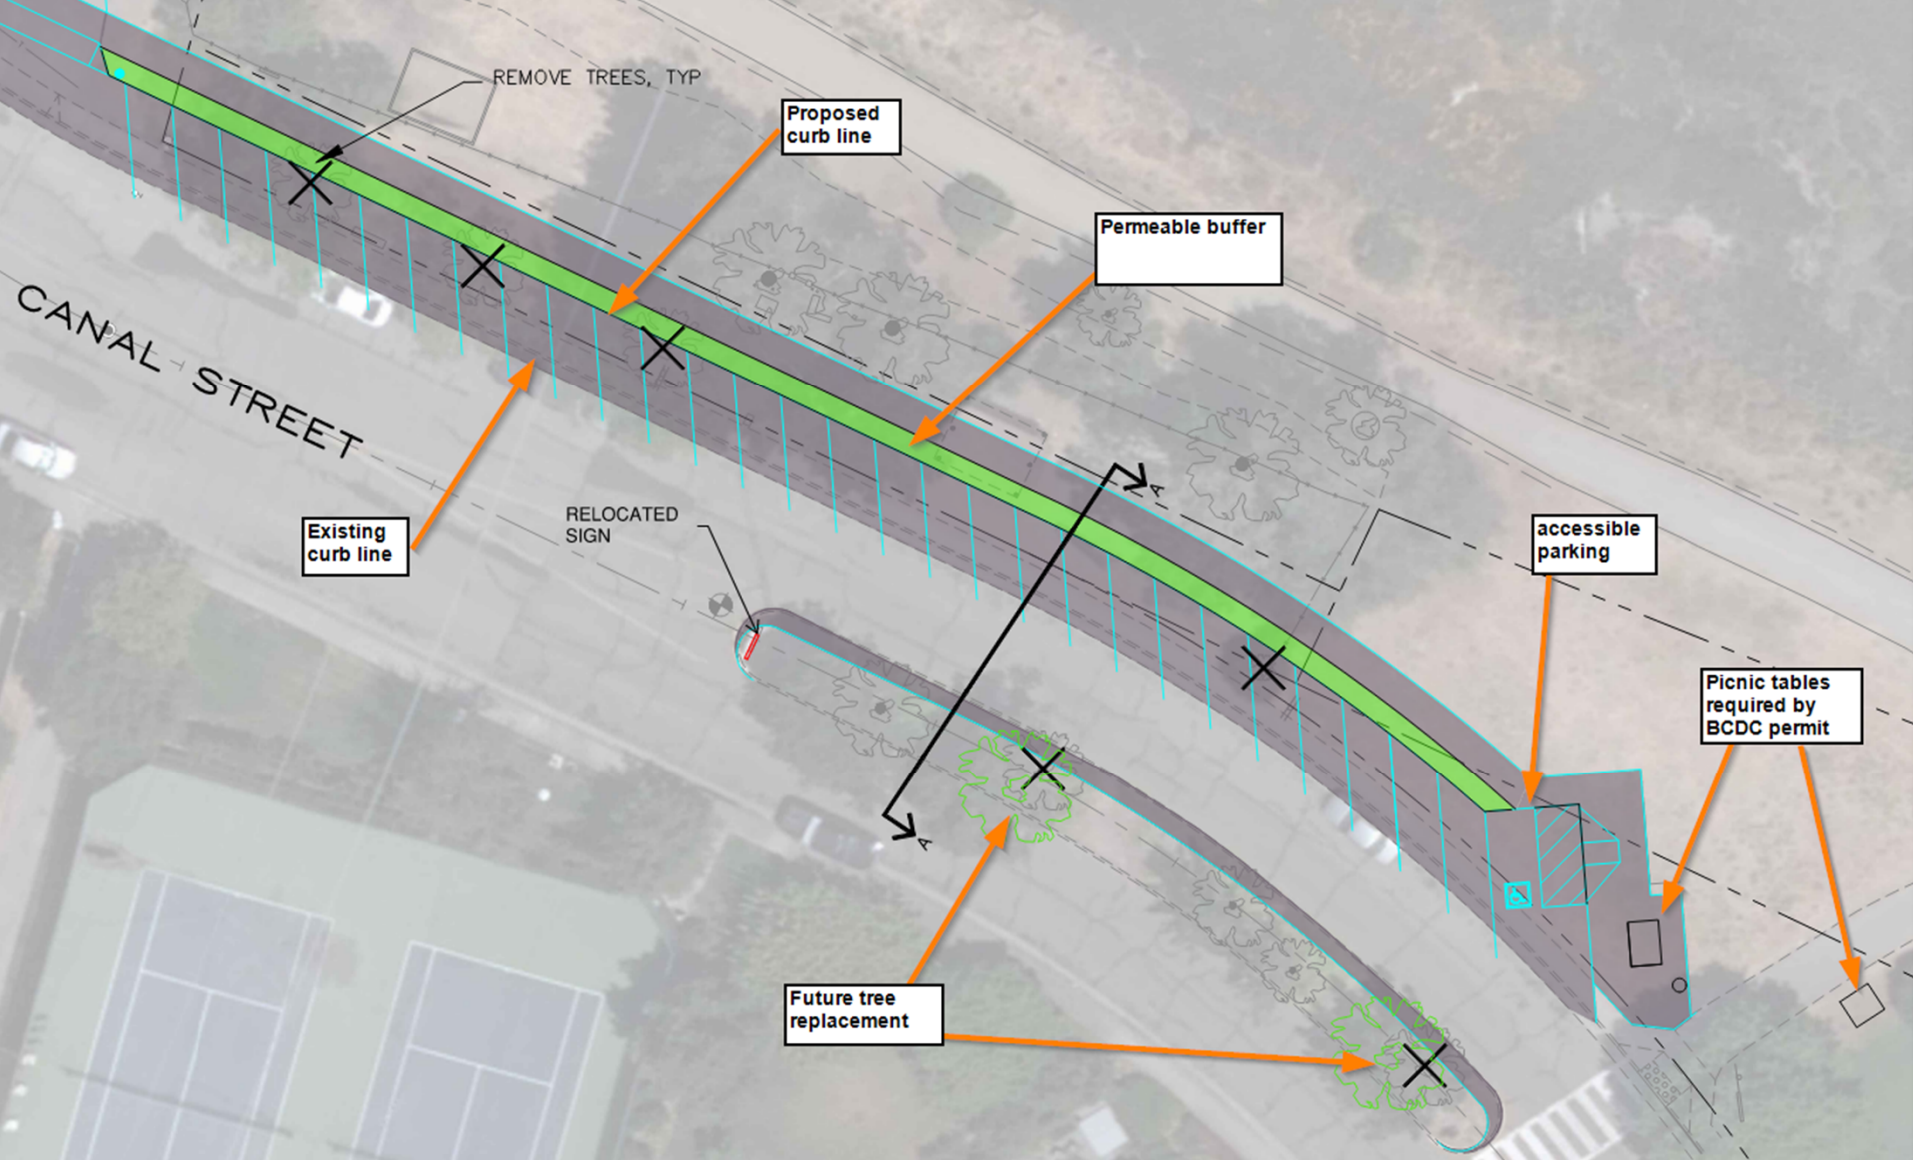 REMOVE TREES, TYP
Proposed
curb line
Permeable buffer
CANAL STREET
Existing
curb line
RELOCATED
SIGN
A
accessible
parking
Picnic tables
required by
BCDC permit
A
Future tree
replacement